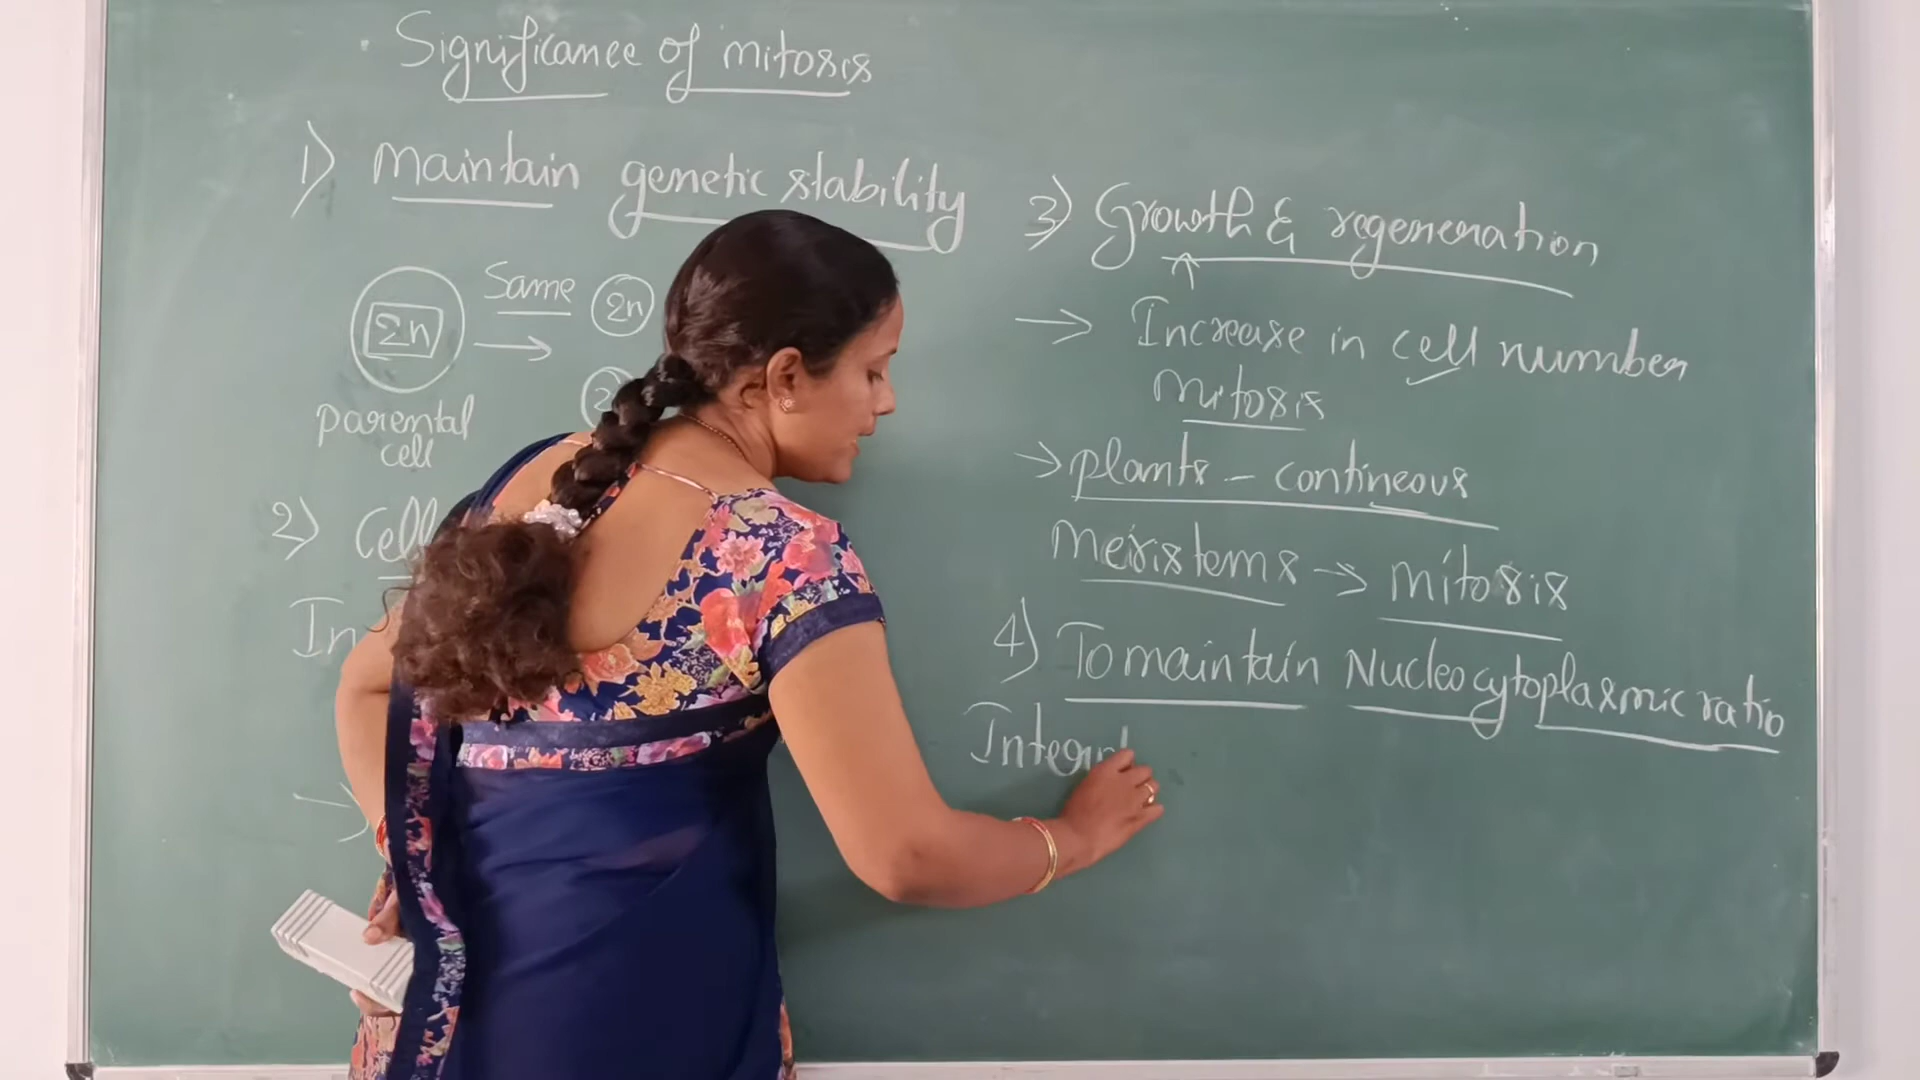 Significance of mitosis
1) Maintain genetic stability
2n Same 2n
parental
cell
2) Cell
In
3) Growth & regeneration
→ Increase in cell number
Mitosis
→ plants - contineous
Meristems → mitosis
4) To maintain Nucleocytoplasmic ratio